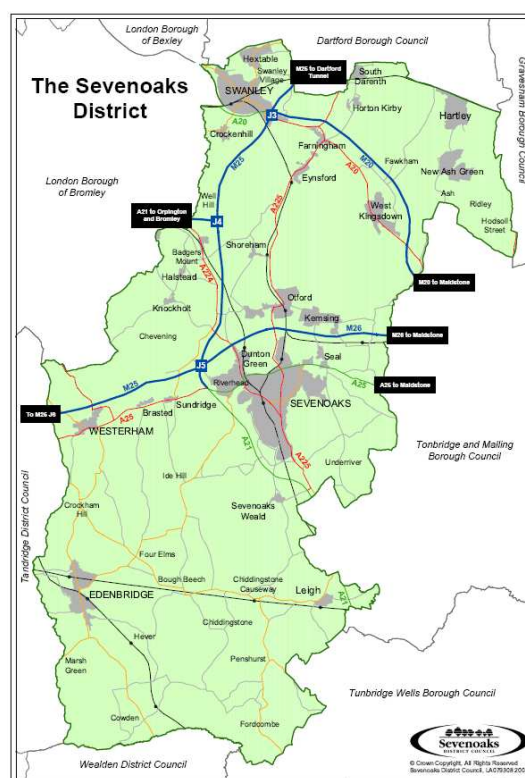 London Borough
of Bexley
Dartford Borough Council
Gravesham Borough Council
The Sevenoaks
District
London Borough
of Bromley
Hextable
Swanley
Village
SWANLEY
M25 to Dartford
Tunnel
South
Darenth
Horton Kirby
Hartley
J3
A20
Crockenhill
Farningham
M25
M20
A20
Fawkham
New Ash Green
Eynsford
Ash
Ridley
Hodsoll
Street
Well
Hill
A225
West
Kingsdown
A21 to Orpington
and Bromley
J4
Badgers
Mount
Shoreham
A224
Halstead
M20 to Maidstone
Knockholt
Otford
Kemsing
Chevening
M26
M26 to Maidstone
Dunton
Green
Seal
J5
M25
Riverhead
A25
A25 to Maidstone
SEVENOAKS
To M25 J6
Brasted
Sundridge
A25
WESTERHAM
A21
A225
Tonbridge and Malling
Borough Council
Underriver
Ide Hill
Tandridge District Council
Crockham
Hill
Sevenoaks
Weald
Four Elms
Bough Beech
Chiddingstone
Causeway
Leigh
A21
EDENBRIDGE
Chiddingstone
Hever
Marsh
Green
Penshurst
Tunbridge Wells Borough Council
Cowden
Fordcombe
Wealden District Council
Sevenoaks
DISTRICT COUNCIL
© Crown Copyright, All Rights Reserved
Sevenoaks District Council,